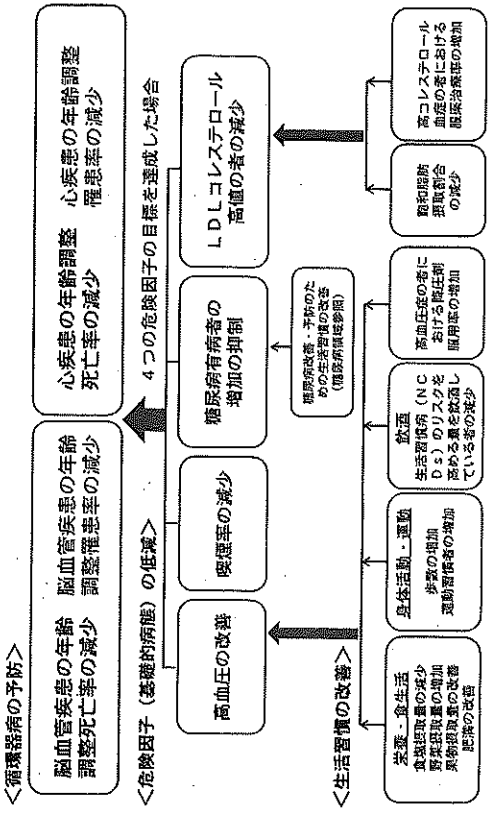 ＜循環器病の予防＞
脳血管疾患の年齢
調整死亡率の減少
脳血管疾患の年齢
調整罹患率の減少
心疾患の年齢調整
死亡率の減少
心疾患の年齢調整
罹患率の減少
＜危険因子（基礎的病態）の低減＞
４つの危険因子の目標を達成した場合
高血圧の改善
喫煙率の減少
糖尿病有病者の
増加の抑制
ＬＤＬコレステロール
高値の者の減少
糖尿病改善・予防のた
めの生活習慣の改善
（糖尿病領域参照）
＜生活習慣の改善＞
栄養・食生活
食塩摂取量の減少
野菜摂取量の増加
果物摂取量の改善
肥満の改善
身体活動・運動
歩数の増加
運動習慣者の増加
飲酒
生活習慣病（ＮＣ
Ｄｓ）のリスクを
高める量を飲酒し
ている者の減少
高血圧症の者に
おける降圧剤
服用率の増加
飽和脂肪
摂取割合
の減少
高コレステロール
血症の者における
服薬治療率の増加